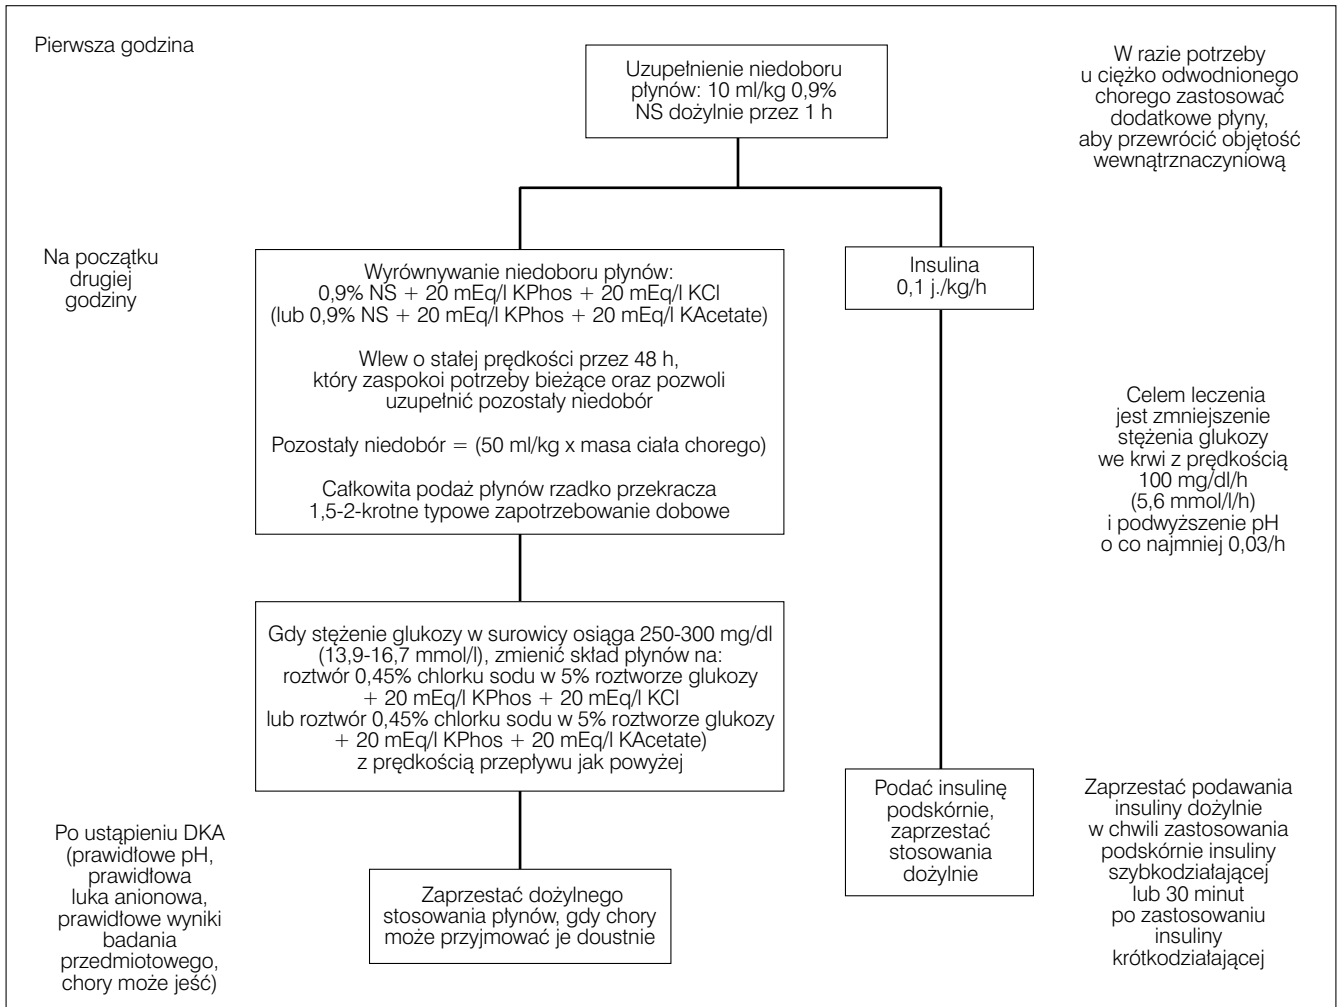 Pierwsza godzina
Uzupełnienie niedoboru
płynów: 10 ml/kg 0,9%
NS dożylnie przez 1 h
W razie potrzeby
u ciężko odwodnionego
chorego zastosować
dodatkowe płyny,
aby przewrócić objętość
wewnątrznaczyniową
Na początku
drugiej
godziny
Wyrównywanie niedoboru płynów:
0,9% NS + 20 mEq/l KPhos + 20 mEq/l KCl
(lub 0,9% NS + 20 mEq/l KPhos + 20 mEq/l KAcetate)
Wlew o stałej prędkości przez 48 h,
który zaspokoi potrzeby bieżące oraz pozwoli
uzupełnić pozostały niedobór
Pozostały niedobór = (50 ml/kg x masa ciała chorego)
Całkowita podaż płynów rzadko przekracza
1,5-2-krotne typowe zapotrzebowanie dobowe
Insulina
0,1 j./kg/h
Celem leczenia
jest zmniejszenie
stężenia glukozy
we krwi z prędkością
100 mg/dl/h
(5,6 mmol/l/h)
i podwyższenie pH
o co najmniej 0,03/h
Gdy stężenie glukozy w surowicy osiąga 250-300 mg/dl
(13,9-16,7 mmol/l), zmienić skład płynów na:
roztwór 0,45% chlorku sodu w 5% roztworze glukozy
+ 20 mEq/l KPhos + 20 mEq/l KCl
lub roztwór 0,45% chlorku sodu w 5% roztworze glukozy
+ 20 mEq/l KPhos + 20 mEq/l KAcetate)
z prędkością przepływu jak powyżej
Podać insulinę
podskórnie,
zaprzestać
stosowania
dożylnie
Zaprzestać podawania
insuliny dożylnie
w chwili zastosowania
podskórnie insuliny
szybkodziałającej
lub 30 minut
po zastosowaniu
insuliny
krótkodziałającej
Po ustąpieniu DKA
(prawidłowe pH,
prawidłowa
luka anionowa,
prawidłowe wyniki
badania
przedmiotowego,
chory może jeść)
Zaprzestać dożylnego
stosowania płynów, gdy chory
może przyjmować je doustnie